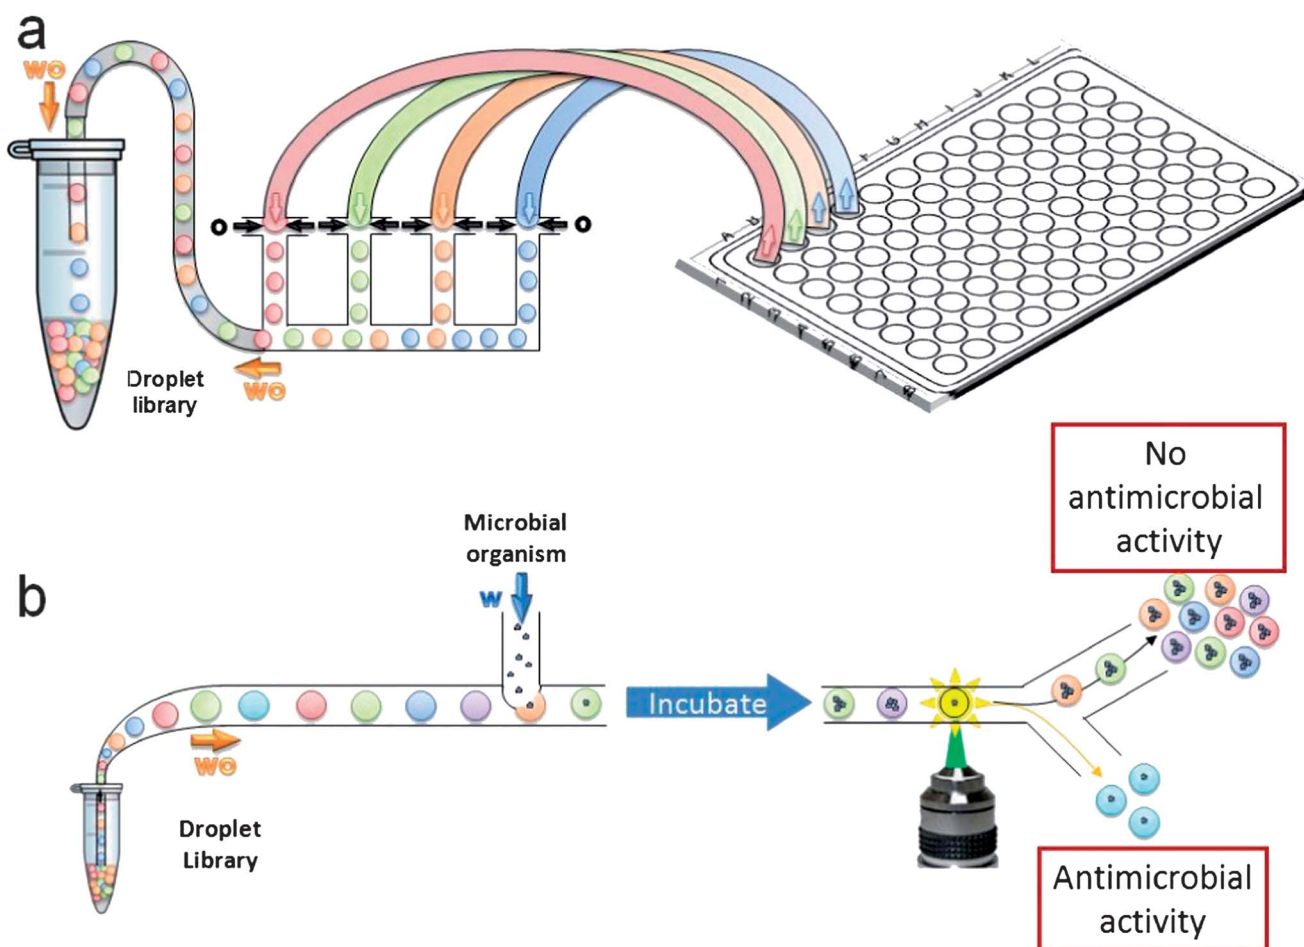 a
WO
O
O
WO
Droplet
library
A
G H I J K L
No
antimicrobial
activity
Microbial
organism
b
W
Incubate
WO
Droplet
Library
Antimicrobial
activity